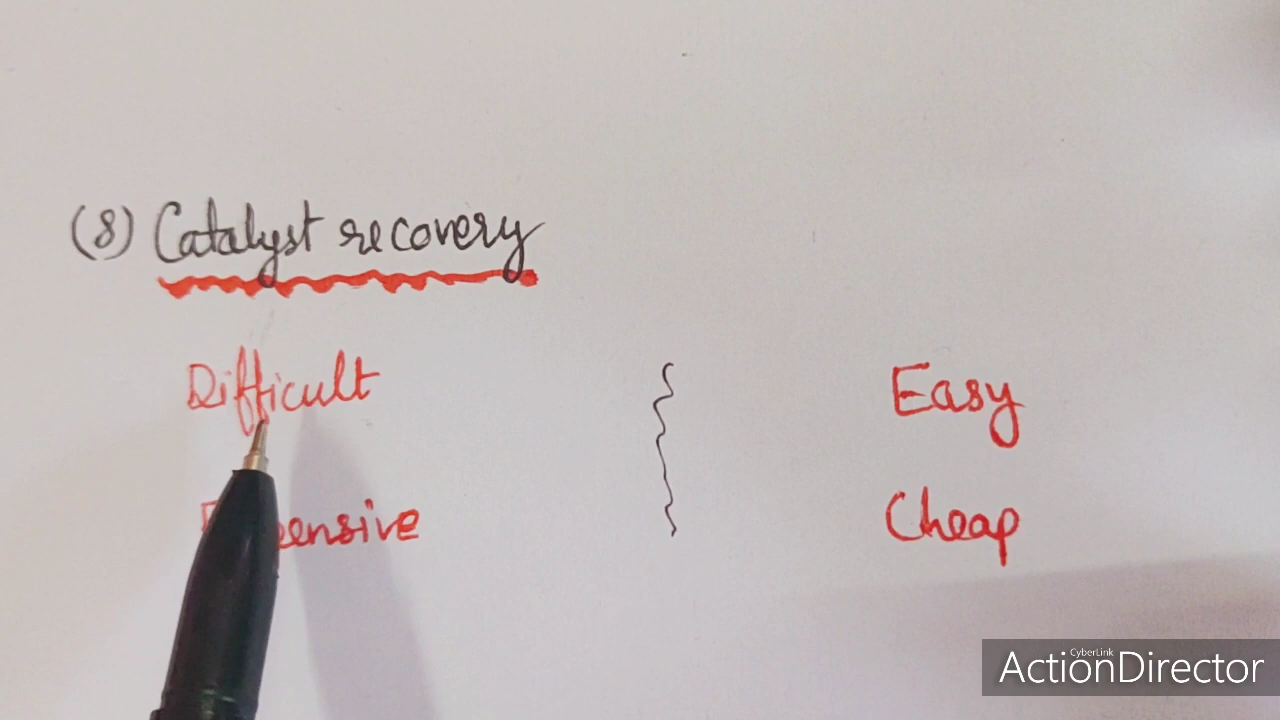 (8) Catalyst recovery
Difficult Easy
Cheap
CyberLink
ActionDirector